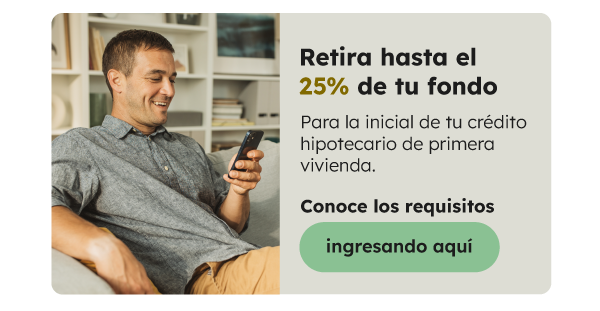 Retira hasta el
25% de tu fondo
Para la inicial de tu crédito
hipotecario de primera
vivienda.
Conoce los requisitos
ingresando aquí